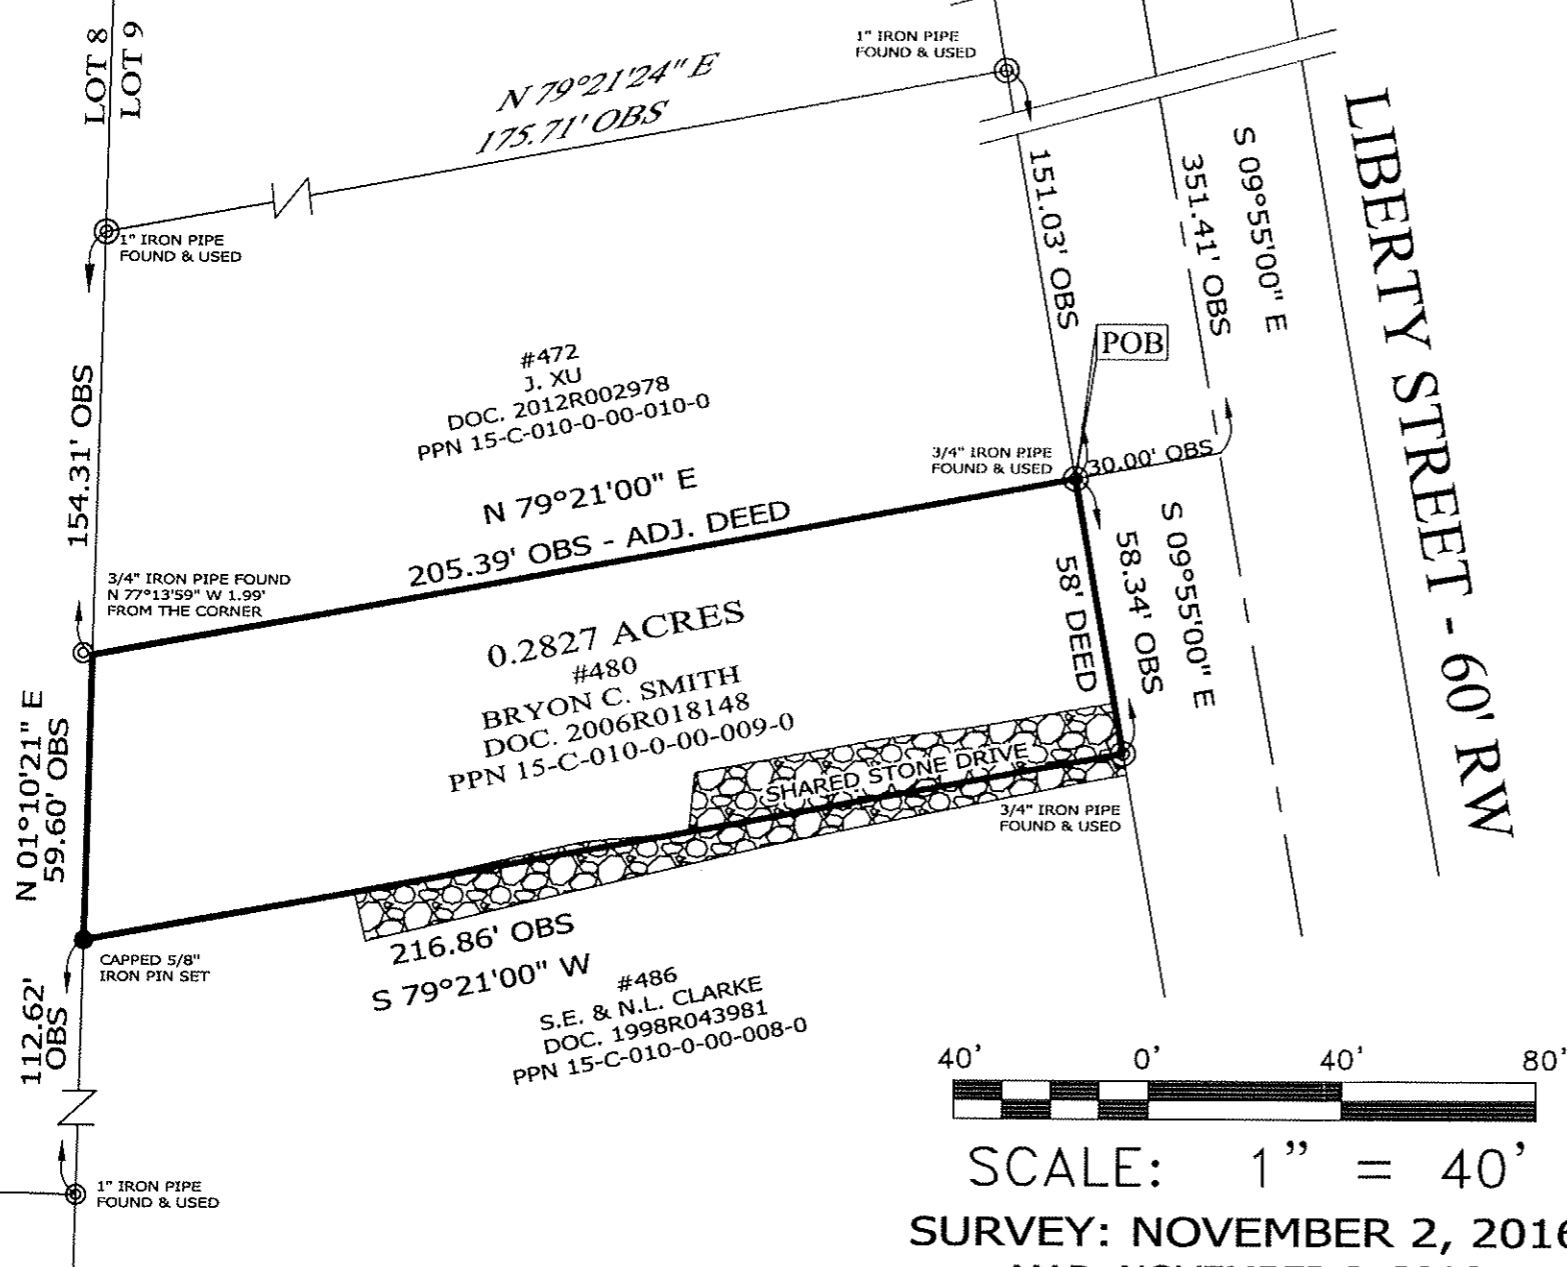 LOT 8
LOT 9
N 79°21'24" E
175.71' OBS
1" IRON PIPE
FOUND & USED
1" IRON PIPE
FOUND & USED
151.03' OBS
351.41' OBS
S 09°55'00" E
LIBERTY STREET - 60' RW
154.31' OBS
#472
J. XU
DOC. 2012R002978
PPN 15-C-010-0-00-010-0
POB
3/4" IRON PIPE
FOUND & USED
30.00' OBS
N 79°21'00" E
205.39' OBS - ADJ. DEED
3/4" IRON PIPE FOUND
N 77°13'59" W 1.99'
FROM THE CORNER
58' DEED
58.34' OBS
S 09°55'00" E
0.2827 ACRES
#480
BRYON C. SMITH
DOC. 2006R018148
PPN 15-C-010-0-00-009-0
N 01°10'21" E
59.60' OBS
SHARED STONE DRIVE
3/4" IRON PIPE
FOUND & USED
216.86' OBS
S 79°21'00" W
CAPPED 5/8"
IRON PIN SET
#486
S.E. & N.L. CLARKE
DOC. 1998R043981
PPN 15-C-010-0-00-008-0
112.62'
OBS
1" IRON PIPE
FOUND & USED
40' 0' 40' 80'
SCALE: 1" = 40'
SURVEY: NOVEMBER 2, 2016